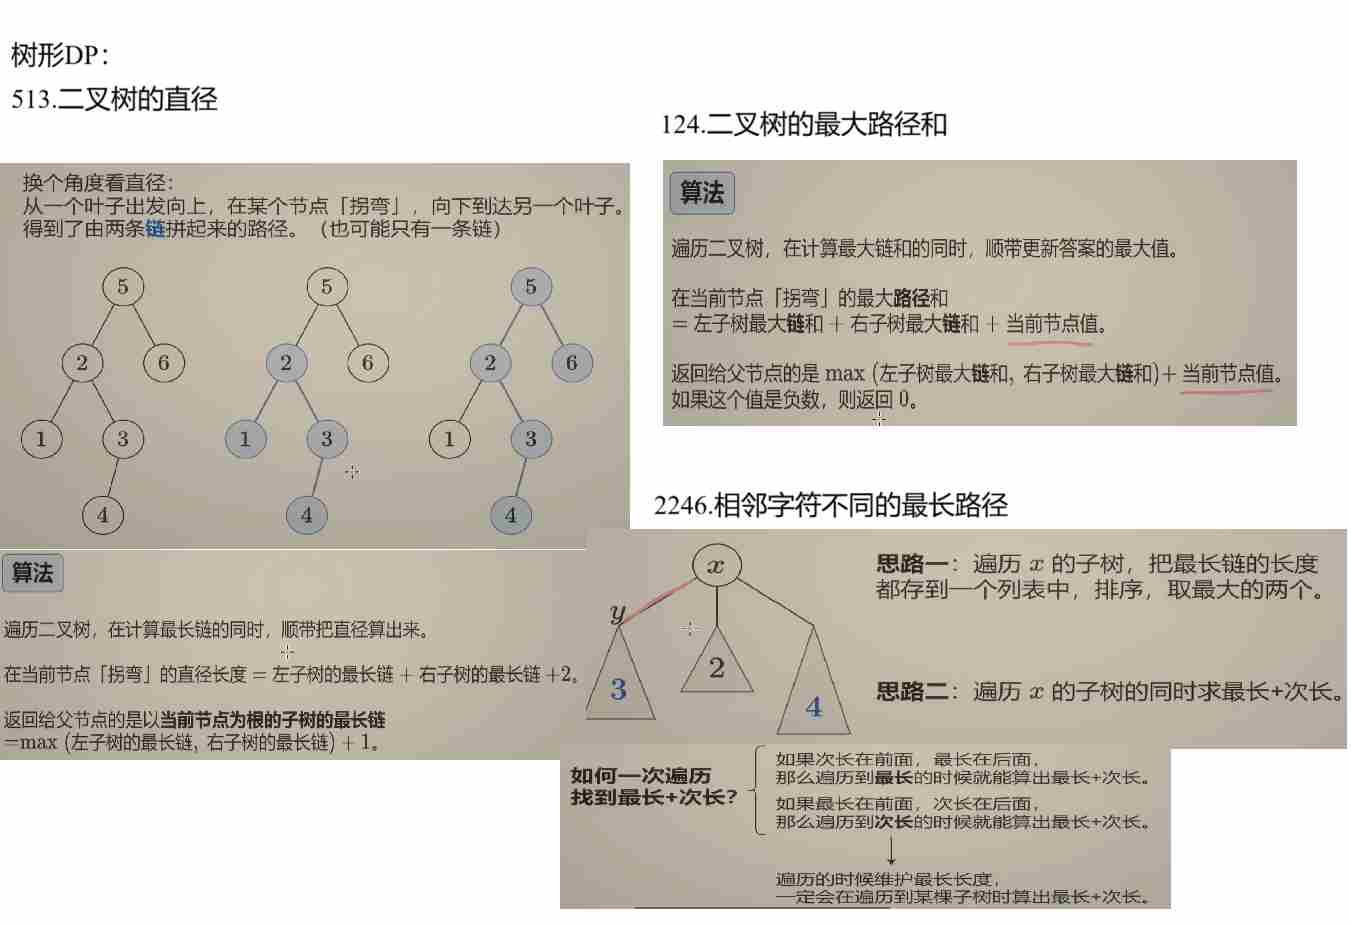 树形DP：
513.二叉树的直径
换个角度看直径：
从一个叶子出发向上，在某个节点「拐弯」，向下到达另一个叶子。
得到了由两条链拼起来的路径。（也可能只有一条链）
5
2
6
1
3
4
5
2
6
1
3
4
5
2
6
1
3
4
算法
遍历二叉树，在计算最长链的同时，顺带把直径算出来。
在当前节点「拐弯」的直径长度 = 左子树的最长链 + 右子树的最长链 +2。
返回给父节点的是以当前节点为根的子树的最长链
=max (左子树的最长链, 右子树的最长链) + 1。
124.二叉树的最大路径和
算法
遍历二叉树，在计算最大链和的同时，顺带更新答案的最大值。
在当前节点「拐弯」的最大路径和
= 左子树最大链和 + 右子树最大链和 + 当前节点值。
返回给父节点的是 max (左子树最大链和, 右子树最大链和)+ 当前节点值。
如果这个值是负数，则返回 0。
2246.相邻字符不同的最长路径
x
y
3
2
4
思路一：遍历 x 的子树，把最长链的长度
都存到一个列表中，排序，取最大的两个。
思路二：遍历 x 的子树的同时求最长+次长。
如何一次遍历
找到最长+次长?
如果次长在前面，最长在后面，
那么遍历到最长的时候就能算出最长+次长。
如果最长在前面，次长在后面，
那么遍历到次长的时候就能算出最长+次长。
遍历的时候维护最长长度，
一定会在遍历到某棵子树时算出最长+次长。